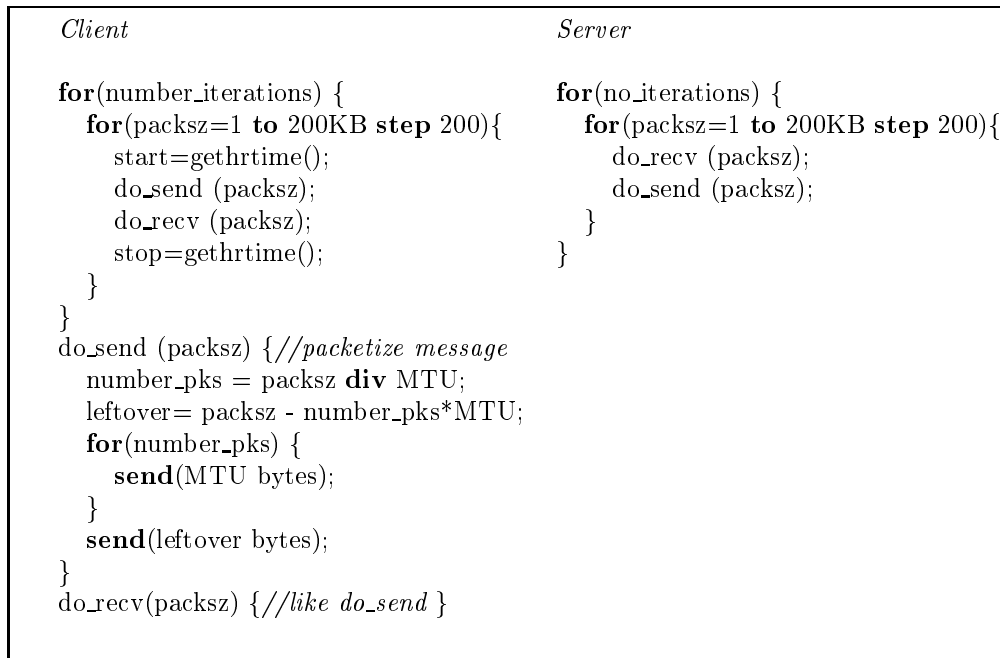 Client
for(number_iterations) {
for(packsz=1 to 200KB step 200){
start=gethrtime();
do_send (packsz);
do_recv (packsz);
stop=gethrtime();
}
}
do_send (packsz) {//packetize message
number_pks = packsz div MTU;
leftover= packsz - number_pks*MTU;
for(number_pks) {
send(MTU bytes);
}
send(leftover bytes);
}
do_recv(packsz) {//like do_send }
Server
for(no_iterations) {
for(packsz=1 to 200KB step 200){
do_recv (packsz);
do_send (packsz);
}
}